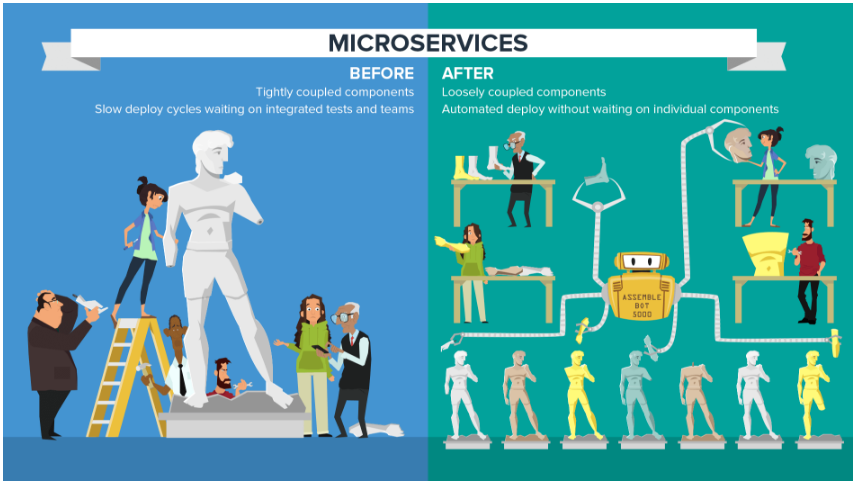 MICROSERVICES
BEFORE
Tightly coupled components
Slow deploy cycles waiting on integrated tests and teams
AFTER
Loosely coupled components
Automated deploy without waiting on individual components
ASSEMBLE
BOT
5000